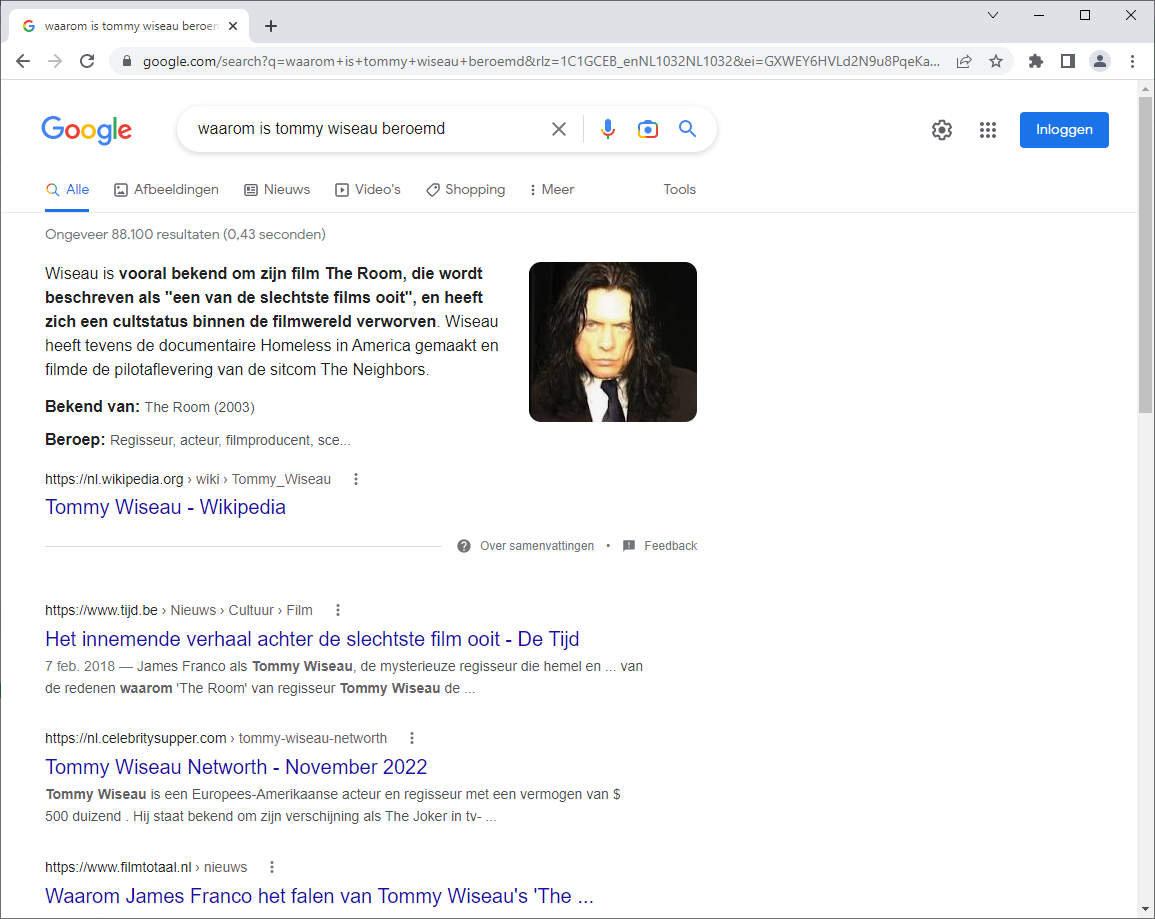 waarom is tommy wiseau beroem
google.com/search?q=waarom+is+tommy+wiseau+beroemd&rlz=1C1GCEB_enNL1032NL1032&ei=GXWEY6HVLd2N9u8PqeKa...
Google
waarom is tommy wiseau beroemd
Inloggen
Alle Afbeeldingen Nieuws Video's Shopping Meer Tools
Ongeveer 88.100 resultaten (0,43 seconden)
Wiseau is vooral bekend om zijn film The Room, die wordt
beschreven als "een van de slechtste films ooit", en heeft
zich een cultstatus binnen de filmwereld verworven. Wiseau
heeft tevens de documentaire Homeless in America gemaakt en
filmde de pilotaflevering van de sitcom The Neighbors.
Bekend van: The Room (2003)
Beroep: Regisseur, acteur, filmproducent, sce...
https://nl.wikipedia.org › wiki › Tommy_Wiseau
Tommy Wiseau - Wikipedia
Over samenvattingen • Feedback
https://www.tijd.be › Nieuws › Cultuur › Film
Het innemende verhaal achter de slechtste film ooit - De Tijd
7 feb. 2018 — James Franco als Tommy Wiseau, de mysterieuze regisseur die hemel en ... van
de redenen waarom 'The Room' van regisseur Tommy Wiseau de ...
https://nl.celebritysupper.com › tommy-wiseau-networth
Tommy Wiseau Networth - November 2022
Tommy Wiseau is een Europees-Amerikaanse acteur en regisseur met een vermogen van $
500 duizend . Hij staat bekend om zijn verschijning als The Joker in tv- ...
https://www.filmtotaal.nl › nieuws
Waarom James Franco het falen van Tommy Wiseau's 'The ...